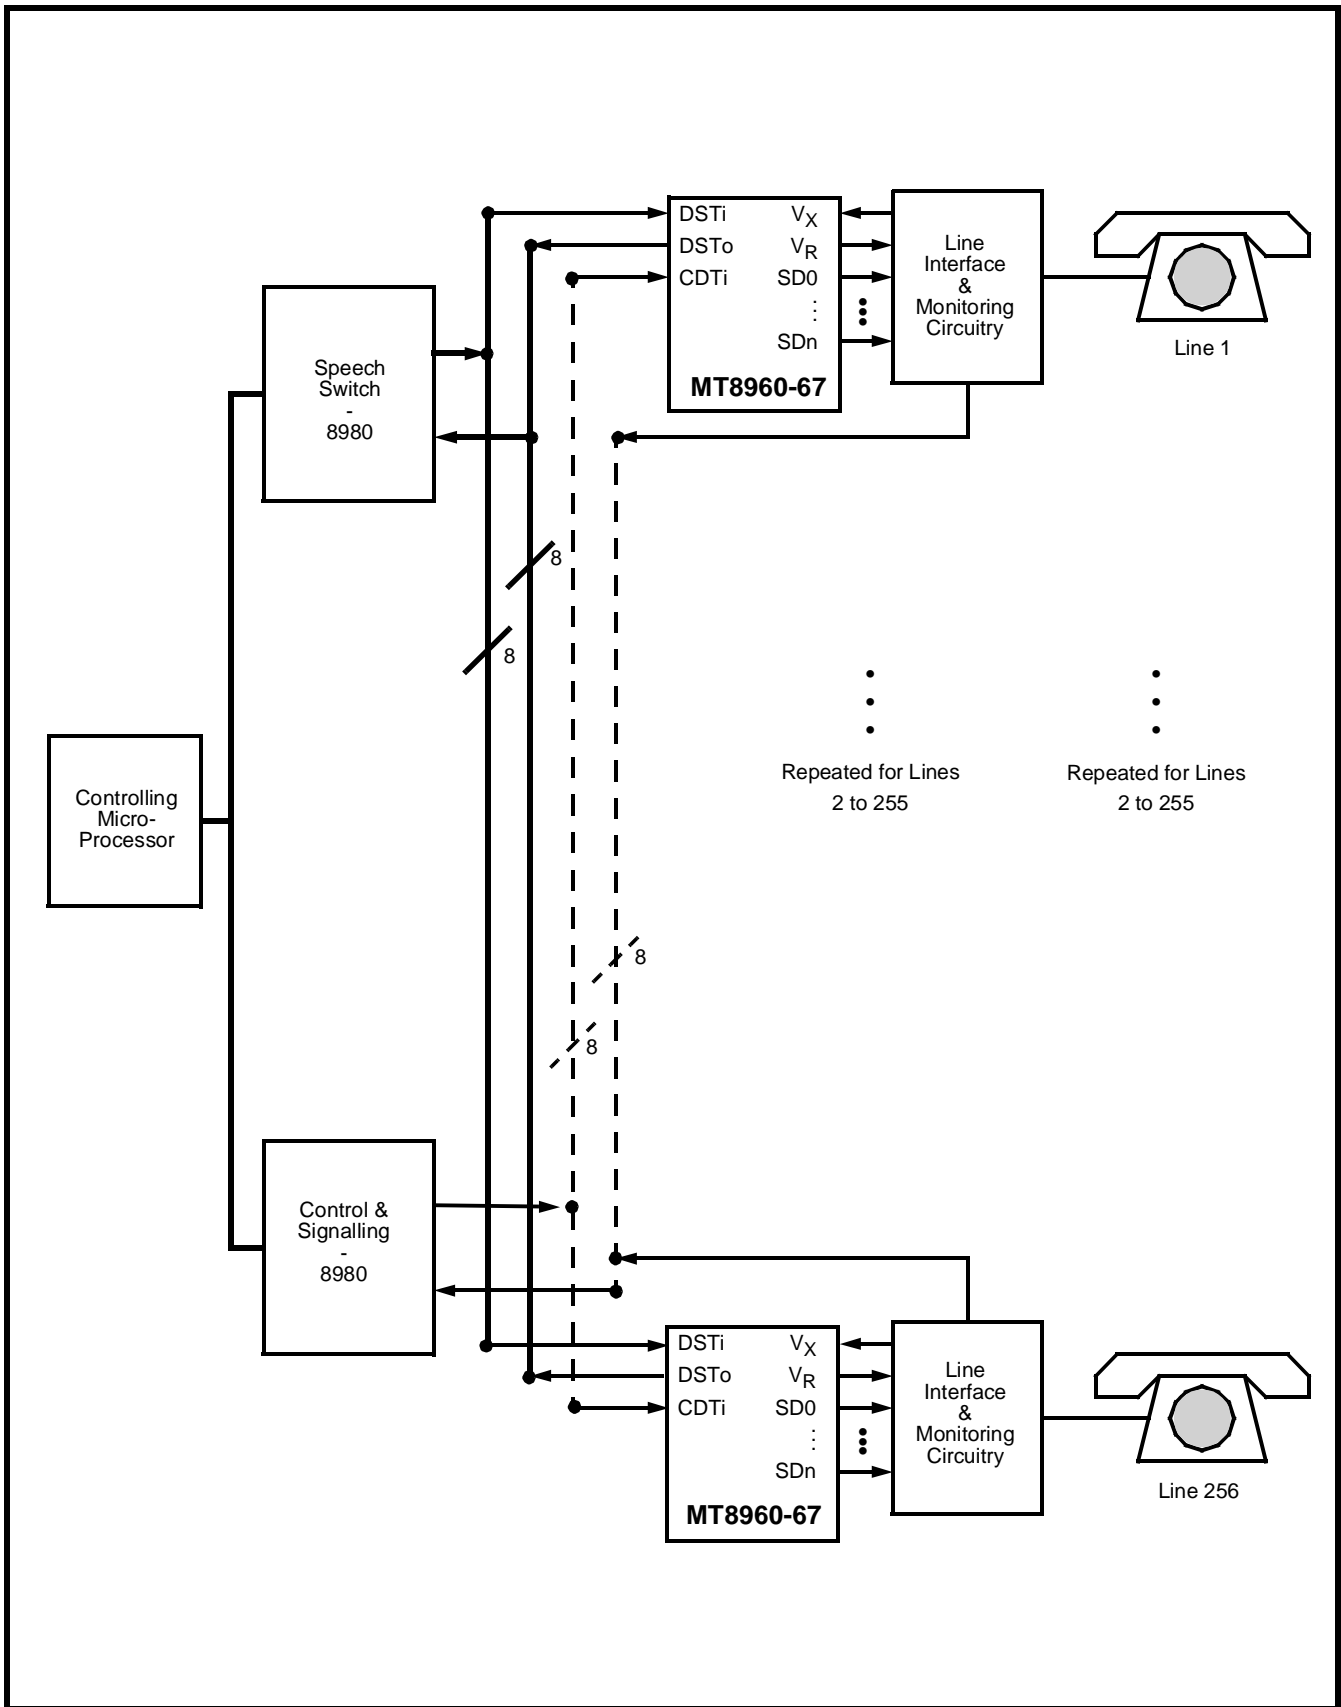 DSTi
DSTo
CDTi
VX
VR
SD0
SDn
MT8960-67
Line
Interface
&
Monitoring
Circuitry
Line 1
Speech
Switch
-
8980
8
8
Repeated for Lines
2 to 255
Repeated for Lines
2 to 255
Controlling
Micro-
Processor
8
8
Control &
Signalling
-
8980
DSTi
DSTo
CDTi
VX
VR
SD0
SDn
MT8960-67
Line
Interface
&
Monitoring
Circuitry
Line 256